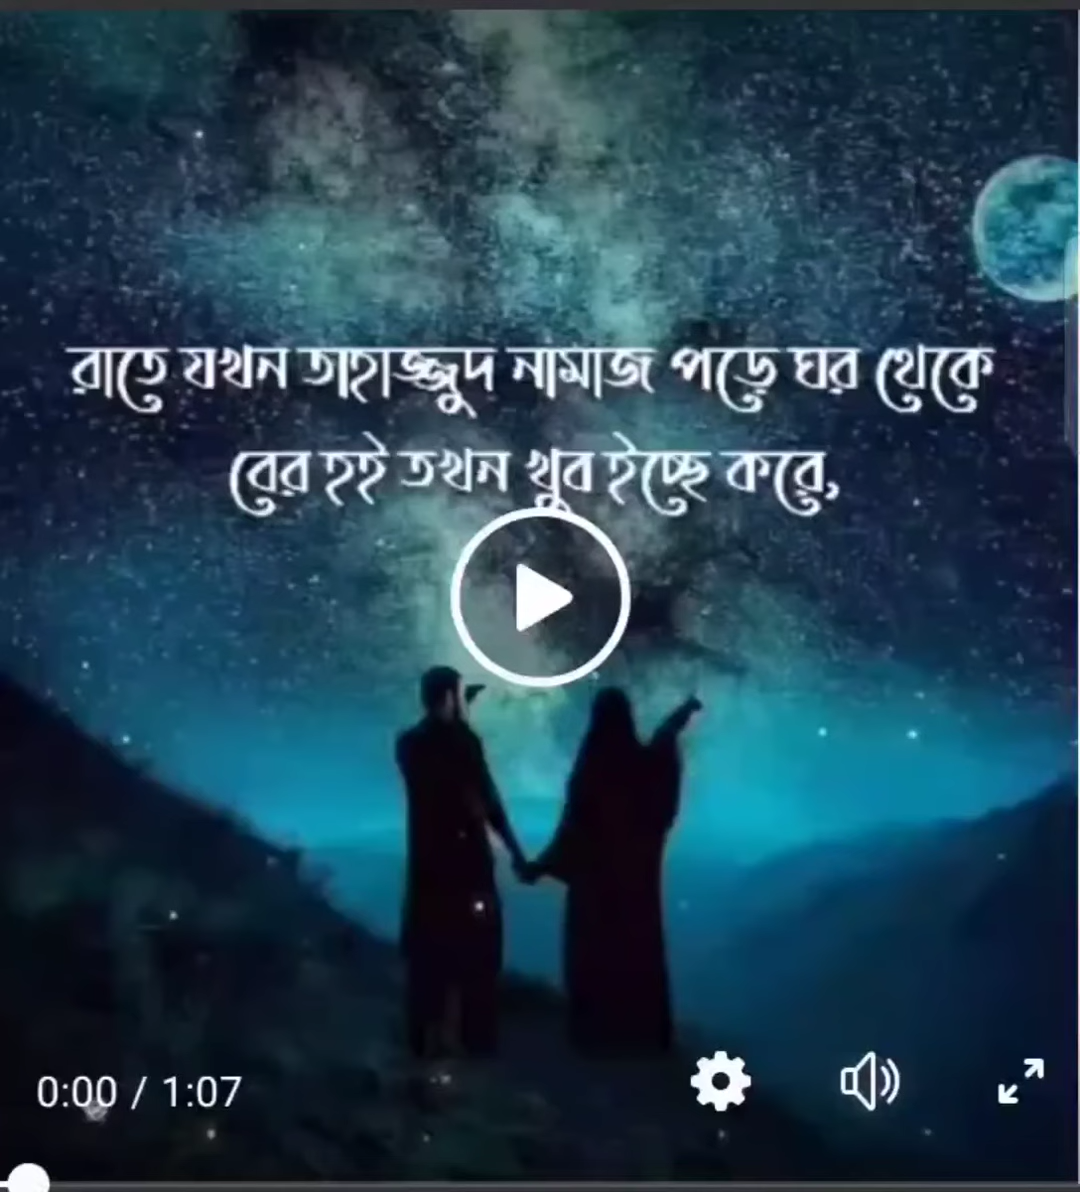 রাতে যখন তাহাজ্জুদ নামাজ পড়ে ঘর থেকে
বের হই তখন খুব ইচ্ছে করে,
0:00 / 1:07